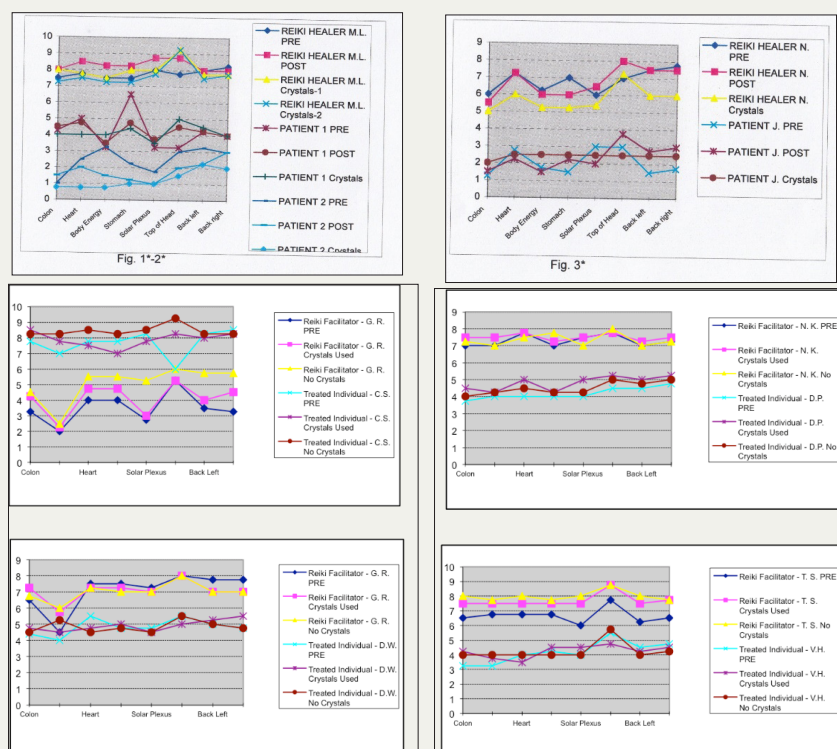 10
9
8
7
6
5
4
3
2
1
0
Colon
Heart
Body Energy
Stomach
Solar Plexus
Top of Head
Back left
Back right
REIKI HEALER M.L.
PRE
REIKI HEALER M.L.
POST
REIKI HEALER M.L.
Crystals-1
REIKI HEALER M.L.
Crystals-2
PATIENT 1 PRE
PATIENT 1 POST
PATIENT 1 Crystals
PATIENT 2 PRE
PATIENT 2 POST
PATIENT 2 Crystals
Fig. 1*-2*
9
8
7
6
5
4
3
2
1
0
Colon
Heart
Body Energy
Stomach
Solar Plexus
Top of Head
Back left
Back right
REIKI HEALER N.
PRE
REIKI HEALER N.
POST
REIKI HEALER N.
Crystals
PATIENT J. PRE
PATIENT J. POST
PATIENT J. Crystals
Fig. 3*
10
9
8
7
6
5
4
3
2
1
0
Colon
Heart
Solar Plexus
Back Left
Reiki Facilitator - G. R.
PRE
Reiki Facilitator - G. R.
Crystals Used
Reiki Facilitator - G. R.
No Crystals
Treated Individual - C.S.
PRE
Treated Individual - C.S.
Crystals Used
Treated Individual - C.S.
No Crystals
9
8
7
6
5
4
3
2
1
0
Colon
Heart
Solar Plexus
Back Left
Reiki Facilitator - N. K. PRE
Reiki Facilitator - N. K.
Crystals Used
Reiki Facilitator - N. K. No
Crystals
Treated Individual - D.P.
PRE
Treated Individual - D.P.
Crystals Used
Treated Individual - D.P. No
Crystals
9
8
7
6
5
4
3
2
1
0
Colon
Heart
Solar Plexus
Back Left
Reiki Facilitator - G. R.
PRE
Reiki Facilitator - G. R.
Crystals Used
Reiki Facilitator - G. R.
No Crystals
Treated Individual - D.W.
PRE
Treated Individual - D.W.
Crystals Used
Treated Individual - D.W.
No Crystals
10
9
8
7
6
5
4
3
2
1
0
Colon
Heart
Solar Plexus
Back Left
Reiki Facilitator - T. S. PRE
Reiki Facilitator - T. S.
Crystals Used
Reiki Facilitator - T. S. No
Crystals
Treated Individual - V.H.
PRE
Treated Individual - V.H.
Crystals Used
Treated Individual - V.H.
No Crystals